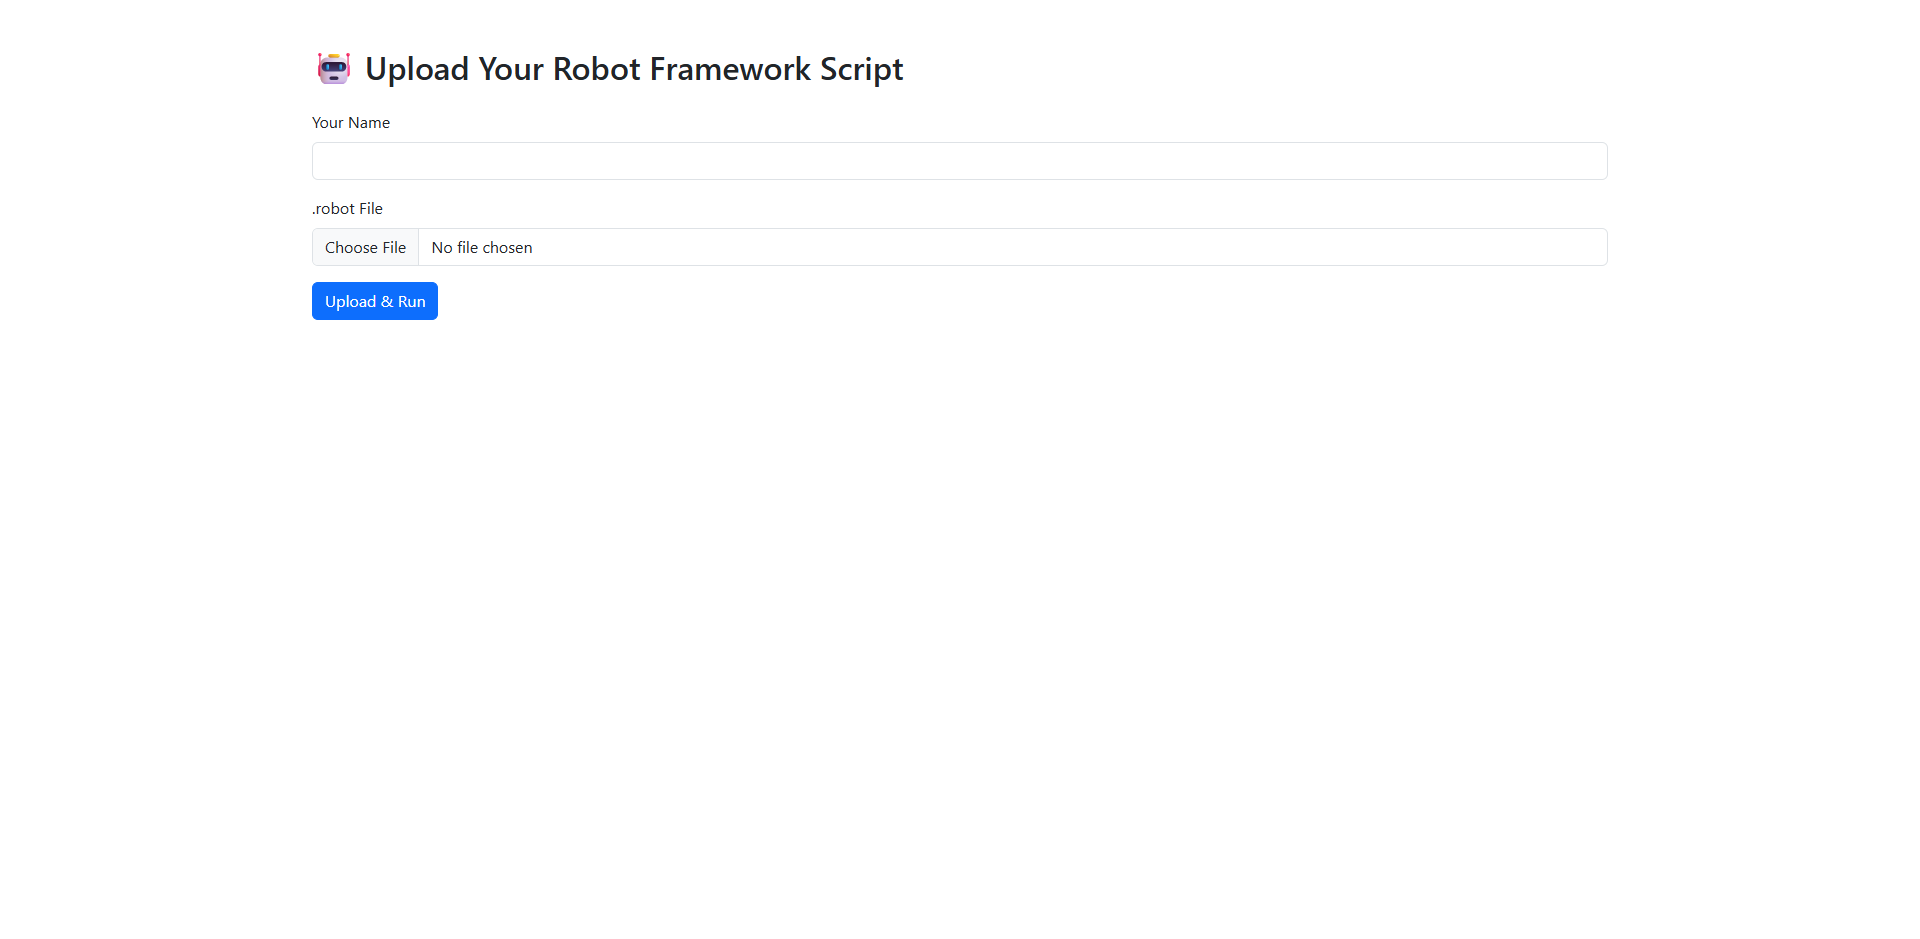 Upload Your Robot Framework Script
Your Name
.robot File
Choose File No file chosen
Upload & Run